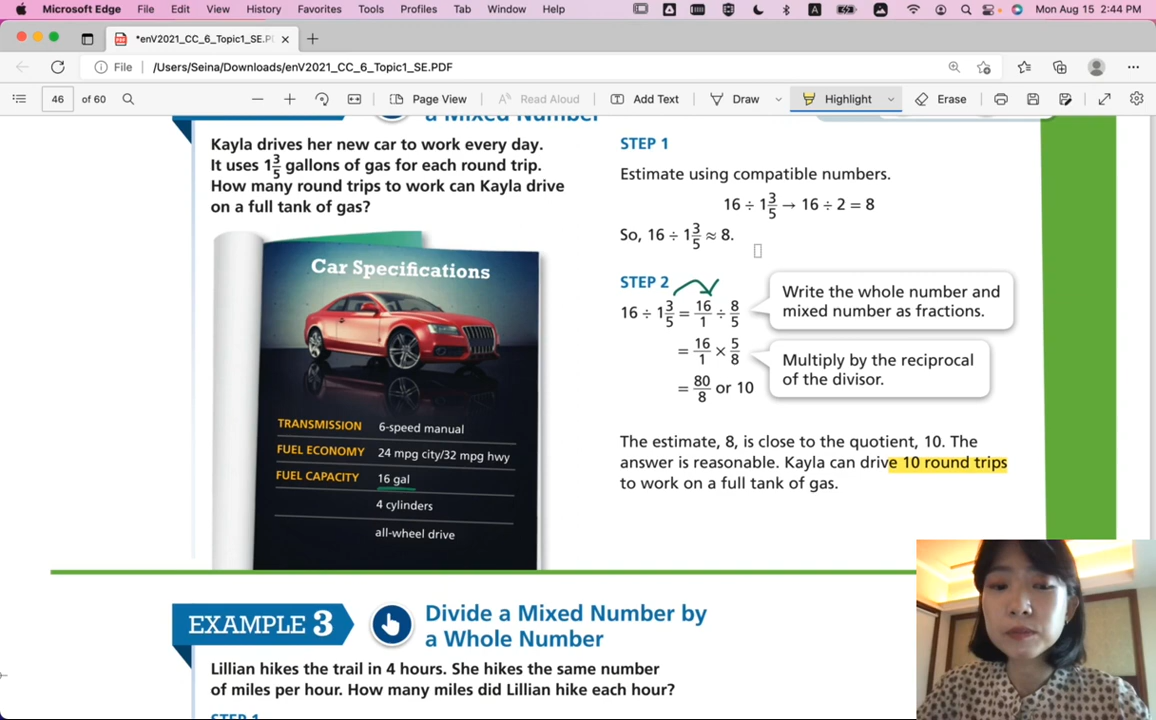 Microsoft Edge File Edit View History Favorites Tools Profiles Tab Window Help Mon Aug 15 2:44 PM
*enV2021_CC_6_Topic1_SE.P
File /Users/Seina/Downloads/enV2021_CC_6_Topic1_SE.PDF
46 of 60 Page View Read Aloud Add Text Draw Highlight Erase
a Mixed Number
Kayla drives her new car to work every day.
It uses 1 3/5 gallons of gas for each round trip.
How many round trips to work can Kayla drive
on a full tank of gas?
Car Specifications
TRANSMISSION 6-speed manual
FUEL ECONOMY 24 mpg city/32 mpg hwy
FUEL CAPACITY 16 gal
4 cylinders
all-wheel drive
STEP 1
Estimate using compatible numbers.
16 ÷ 1 3/5 → 16 ÷ 2 = 8
So, 16 ÷ 1 3/5 ≈ 8.
STEP 2
16 ÷ 1 3/5 = 16/1 ÷ 8/5
= 16/1 × 5/8
= 80/8 or 10
Write the whole number and
mixed number as fractions.
Multiply by the reciprocal
of the divisor.
The estimate, 8, is close to the quotient, 10. The
answer is reasonable. Kayla can drive 10 round trips
to work on a full tank of gas.
EXAMPLE 3
Divide a Mixed Number by
a Whole Number
Lillian hikes the trail in 4 hours. She hikes the same number
of miles per hour. How many miles did Lillian hike each hour?
STEP 1